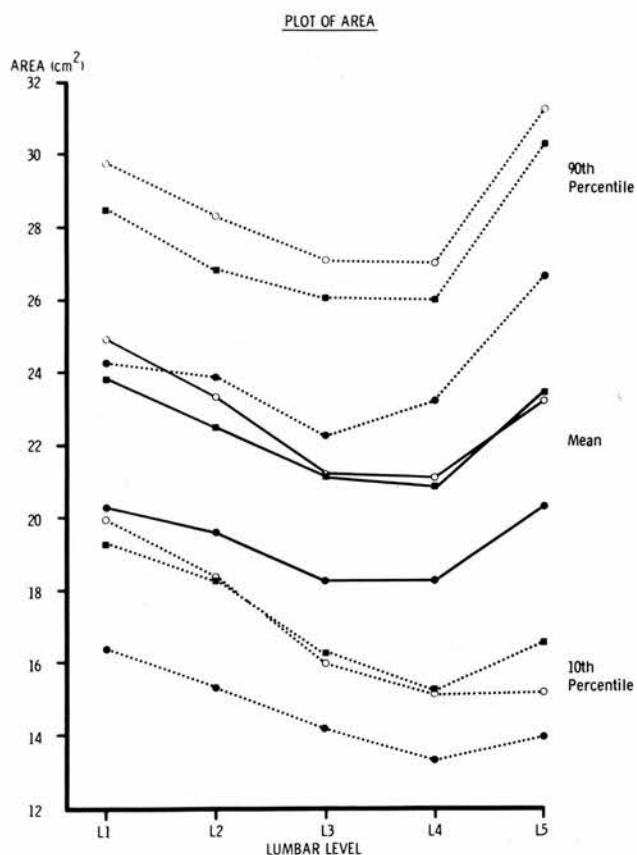 PLOT OF AREA
AREA (cm²)
32
30
28
26
24
22
20
18
16
14
12
90th
Percentile
Mean
10th
Percentile
L1 L2 L3 L4 L5
LUMBAR LEVEL